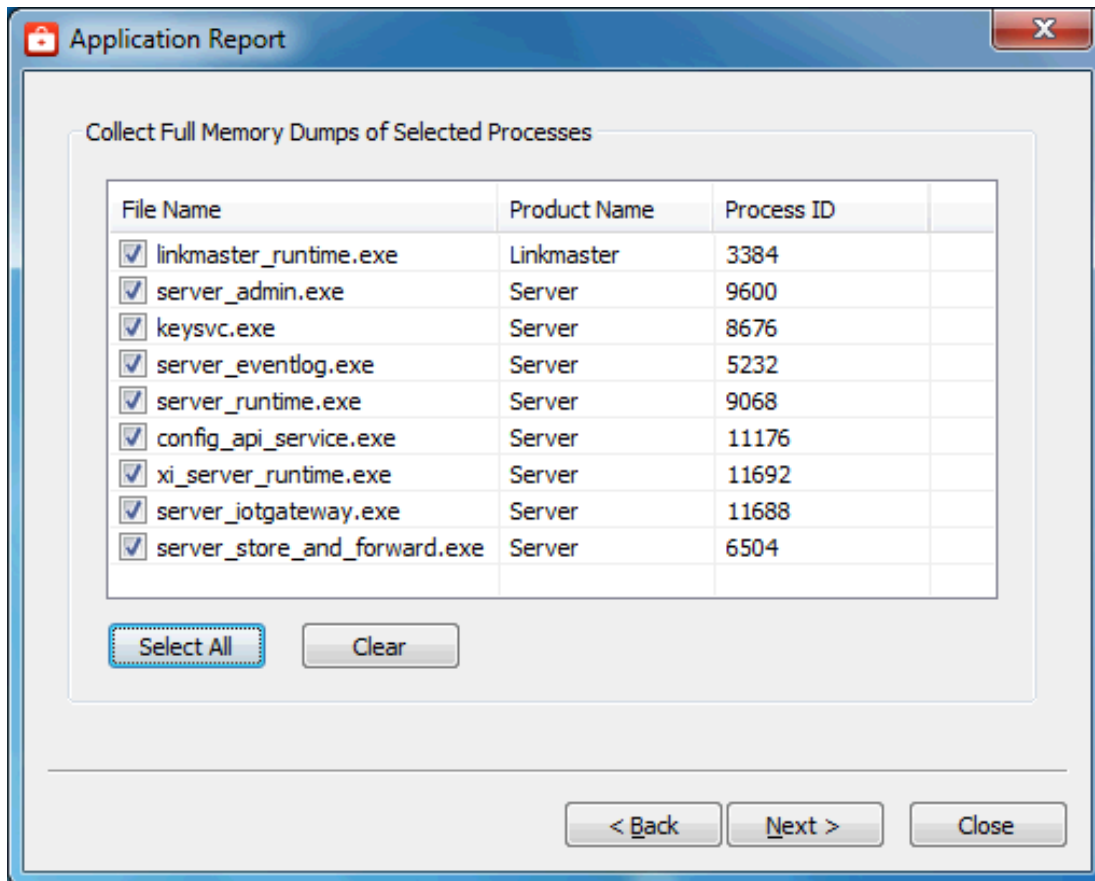 Application Report
Collect Full Memory Dumps of Selected Processes
File Name Product Name Process ID
linkmaster_runtime.exe Linkmaster 3384
server_admin.exe Server 9600
keysvc.exe Server 8676
server_eventlog.exe Server 5232
server_runtime.exe Server 9068
config_api_service.exe Server 11176
xi_server_runtime.exe Server 11692
server_iotgateway.exe Server 11688
server_store_and_forward.exe Server 6504
Select All Clear
< Back Next > Close